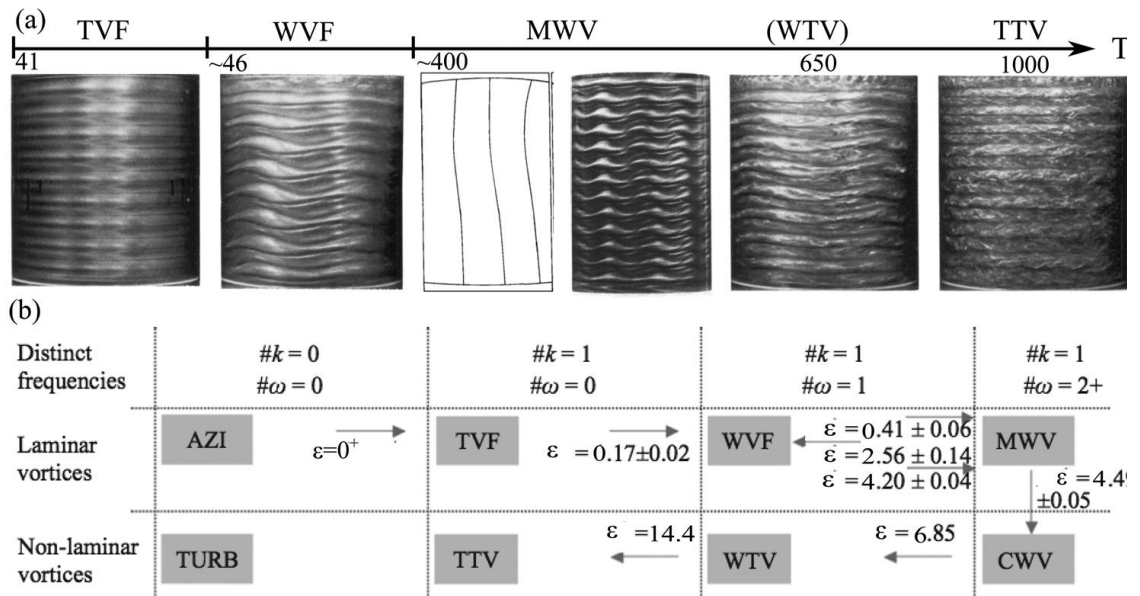 (a)
TVF WVF MWV (WTV) TTV
41 ~46 ~400 650 1000 T
(b)
Distinct frequencies
#k = 0 #k = 1 #k = 1 #k = 1
#ω = 0 #ω = 0 #ω = 1 #ω = 2+
Laminar vortices
AZI TVF WVF MWV
ε=0⁺ ε = 0.17±0.02
ε = 0.41 ± 0.06
ε = 2.56 ± 0.14
ε = 4.20 ± 0.04
ε = 4.49
±0.05
Non-laminar vortices
TURB TTV WTV CWV
ε =14.4 ε = 6.85